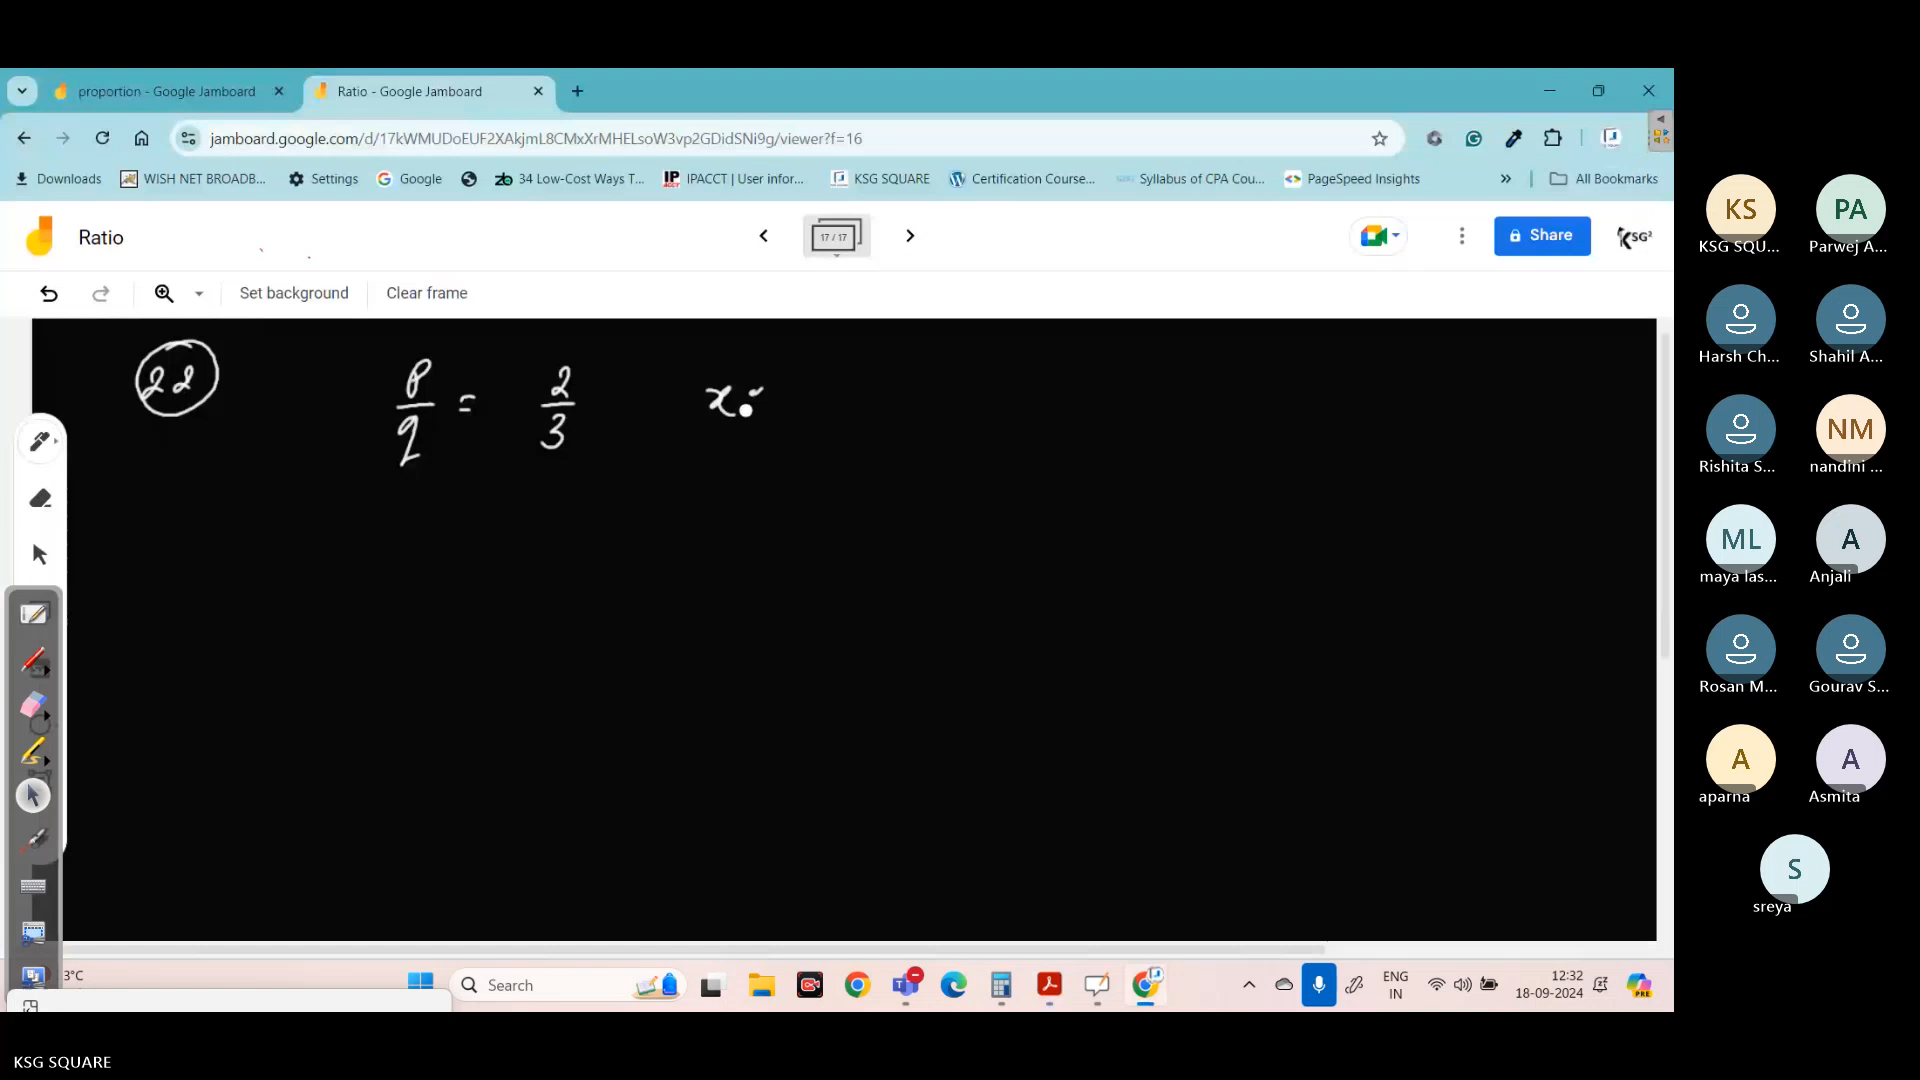 proportion - Google Jamboard
Ratio - Google Jamboard
jamboard.google.com/d/17kWMUDoEUF2XAkjmL8CMxXrMHELsoW3vp2GDidSNi9g/viewer?f=16
Downloads
WISH NET BROADB...
Settings
Google
34 Low-Cost Ways T...
IPACCT | User infor...
KSG SQUARE
Certification Course...
Syllabus of CPA Cou...
PageSpeed Insights
»
All Bookmarks
Ratio
17 / 17
Share
KSG²
Set background
Clear frame
22
p/q = 2/3
x
KS
KSG SQU...
PA
Parwej A...
Harsh Ch...
Shahil A...
Rishita S...
NM
nandini ...
ML
maya las...
A
Anjali
Rosan M...
Gourav S...
A
aparna
A
Asmita
S
sreya
3°C
Search
ENG
IN
12:32
18-09-2024
PRE
KSG SQUARE